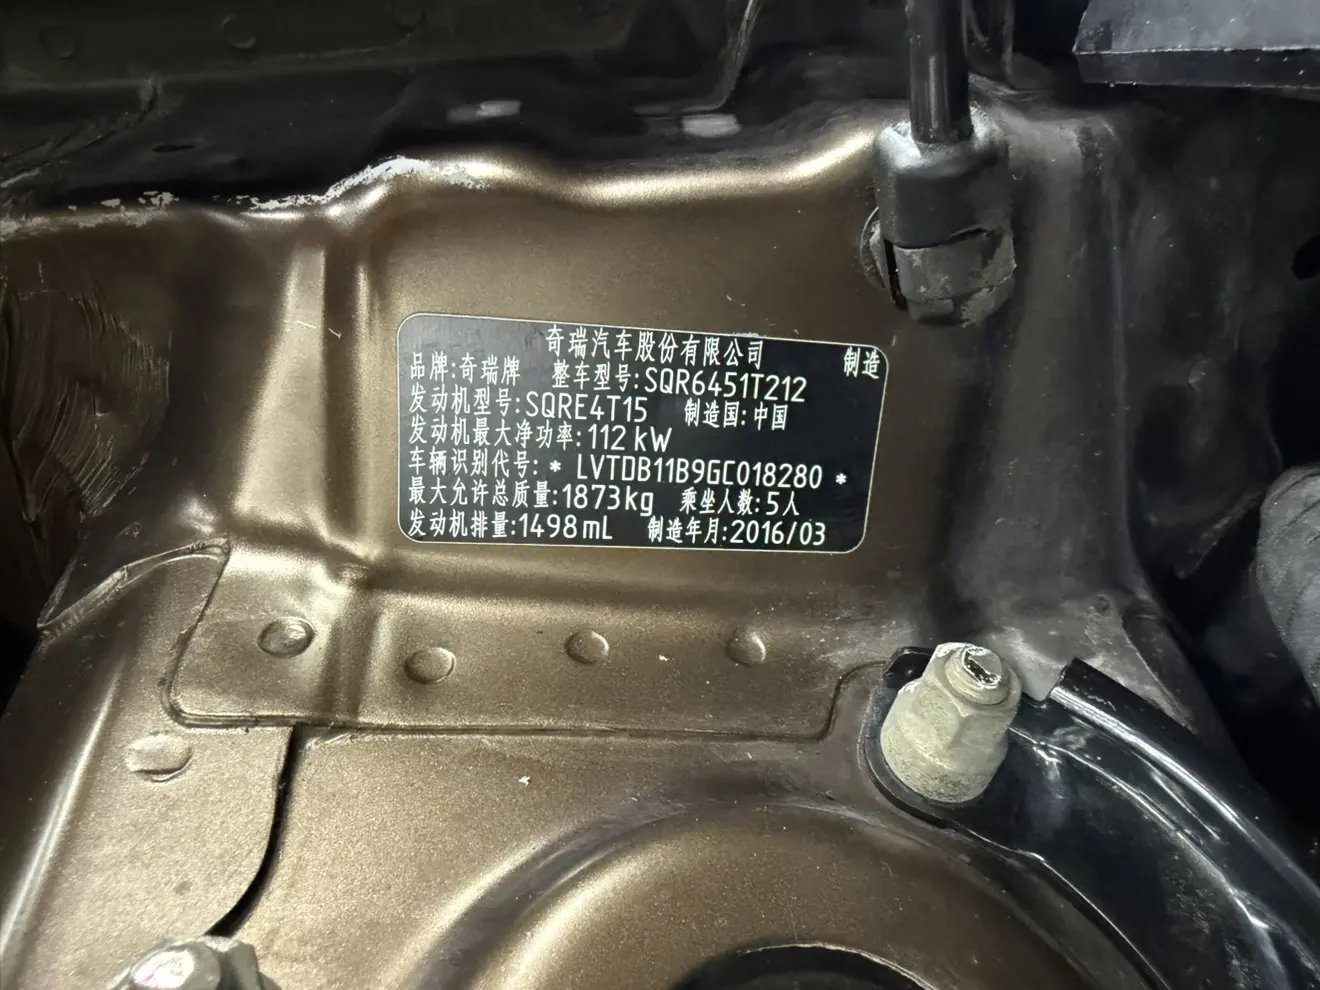 奇瑞汽车股份有限公司 制造
品牌:奇瑞牌 整车型号:SQR6451T212
发动机型号:SQRE4T15 制造国:中国
发动机最大净功率:112kW
车辆识别代号:* LVTDB11B9GC018280 *
最大允许总质量:1873kg 乘坐人数:5人
发动机排量:1498mL 制造年月:2016/03